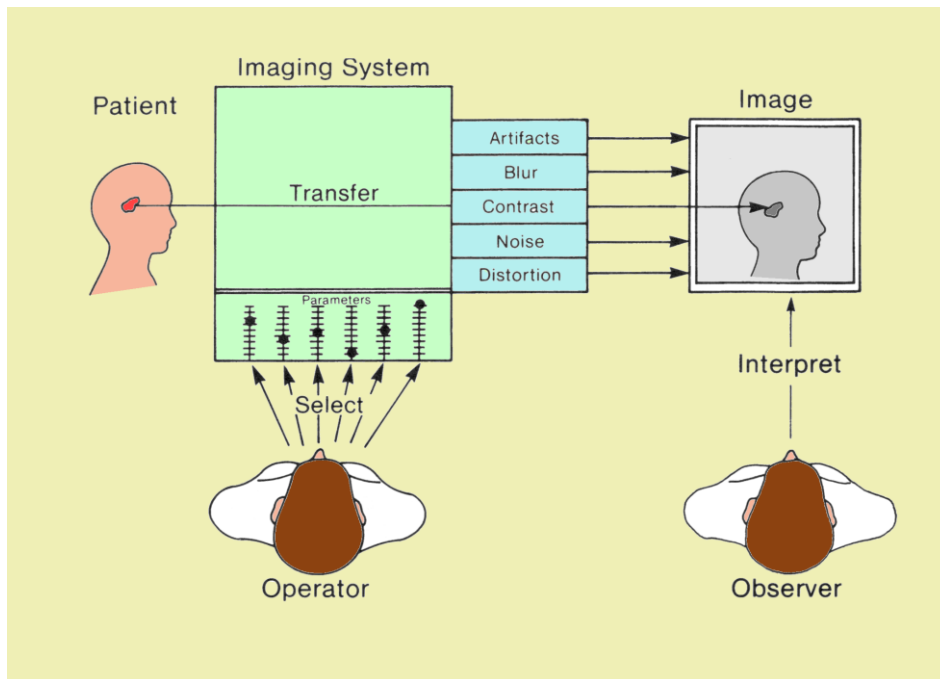 Imaging System
Patient
Image
Artifacts
Blur
Transfer
Contrast
Noise
Distortion
Parameters
Select
Interpret
Operator
Observer